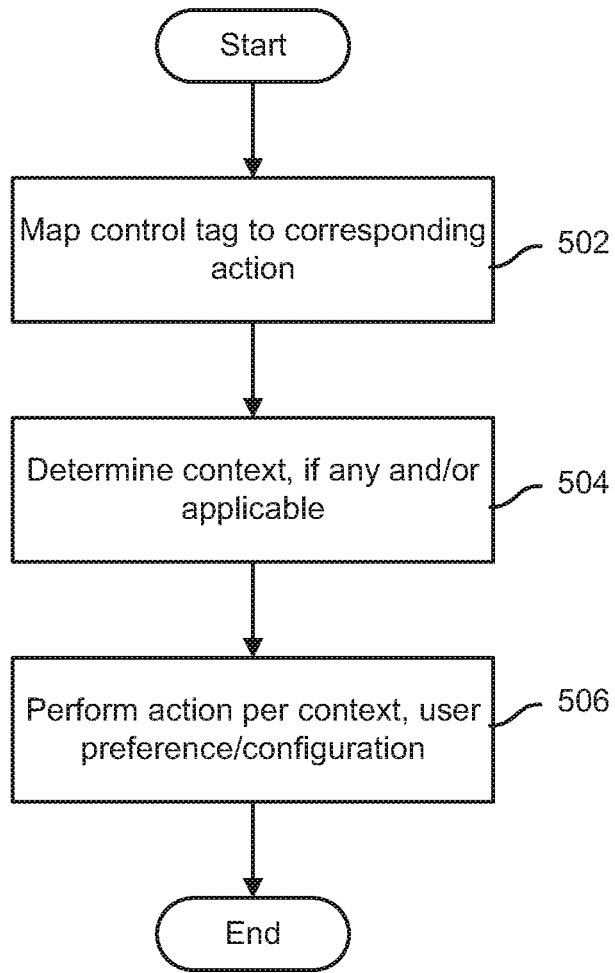 Start
Map control tag to corresponding
action
502
Determine context, if any and/or
applicable
504
Perform action per context, user
preference/configuration
506
End